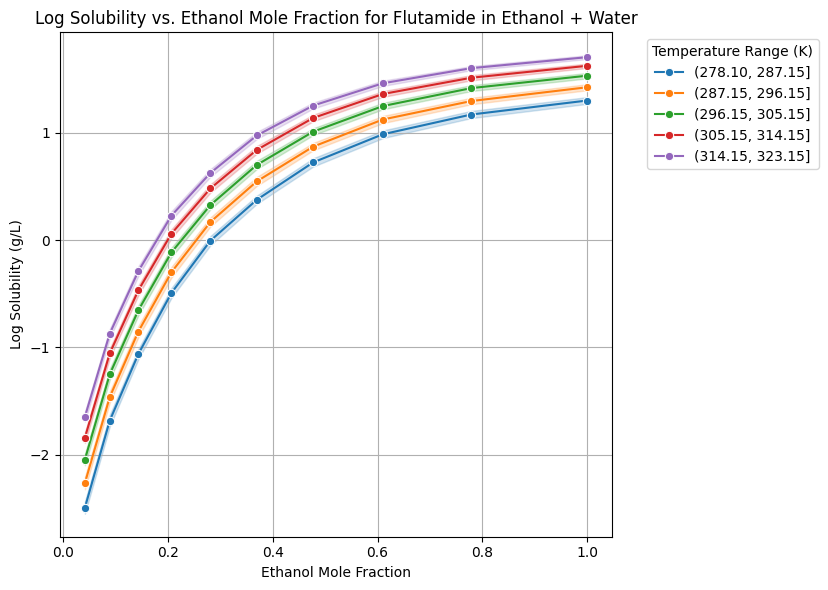 Log Solubility vs. Ethanol Mole Fraction for Flutamide in Ethanol + Water
Temperature Range (K)
(278.10, 287.15]
(287.15, 296.15]
(296.15, 305.15]
(305.15, 314.15]
(314.15, 323.15]
Log Solubility (g/L)
1
0
−1
−2
0.0 0.2 0.4 0.6 0.8 1.0
Ethanol Mole Fraction